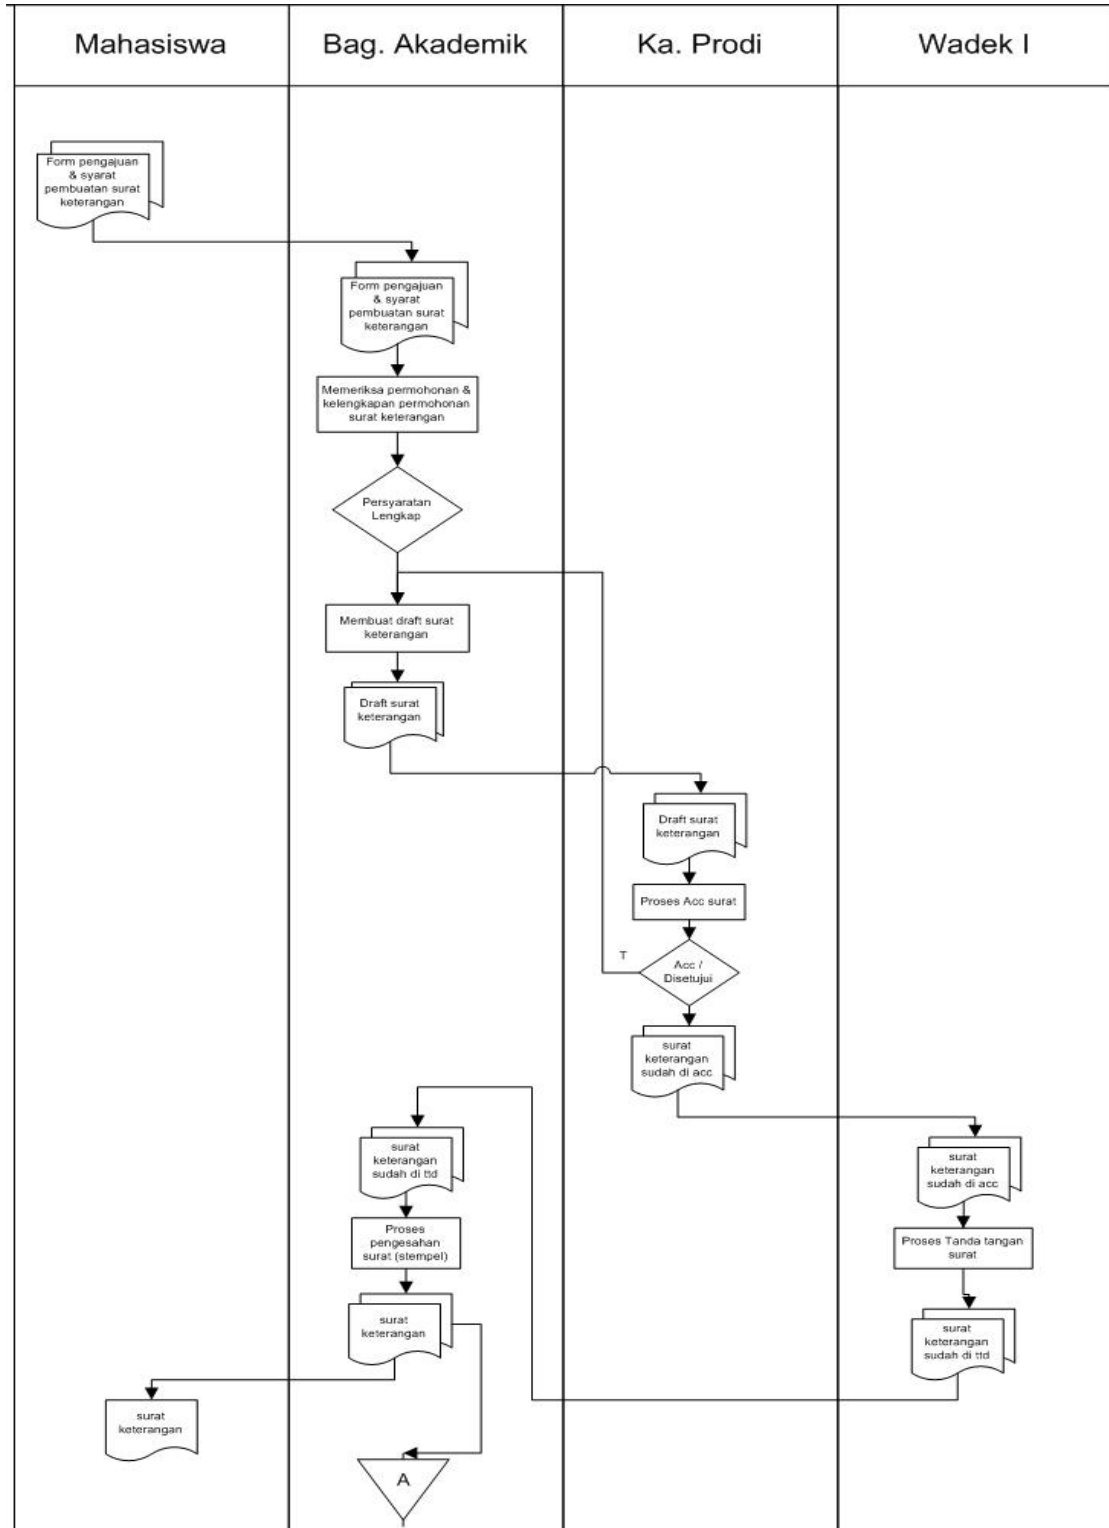 Mahasiswa
Bag. Akademik
Ka. Prodi
Wadek I
Form pengajuan
& syarat
pembuatan surat
keterangan
Form pengajuan
& syarat
pembuatan surat
keterangan
Memeriksa permohonan &
kelengkapan permohonan
surat keterangan
Persyaratan
Lengkap
Membuat draft surat
keterangan
Draft surat
keterangan
Draft surat
keterangan
Proses Acc surat
T
Acc /
Disetujui
surat
keterangan
sudah di acc
surat
keterangan
sudah di acc
Proses Tanda tangan
surat
surat
keterangan
sudah di ttd
surat
keterangan
sudah di ttd
Proses
pengesahan
surat (stempel)
surat
keterangan
surat
keterangan
A